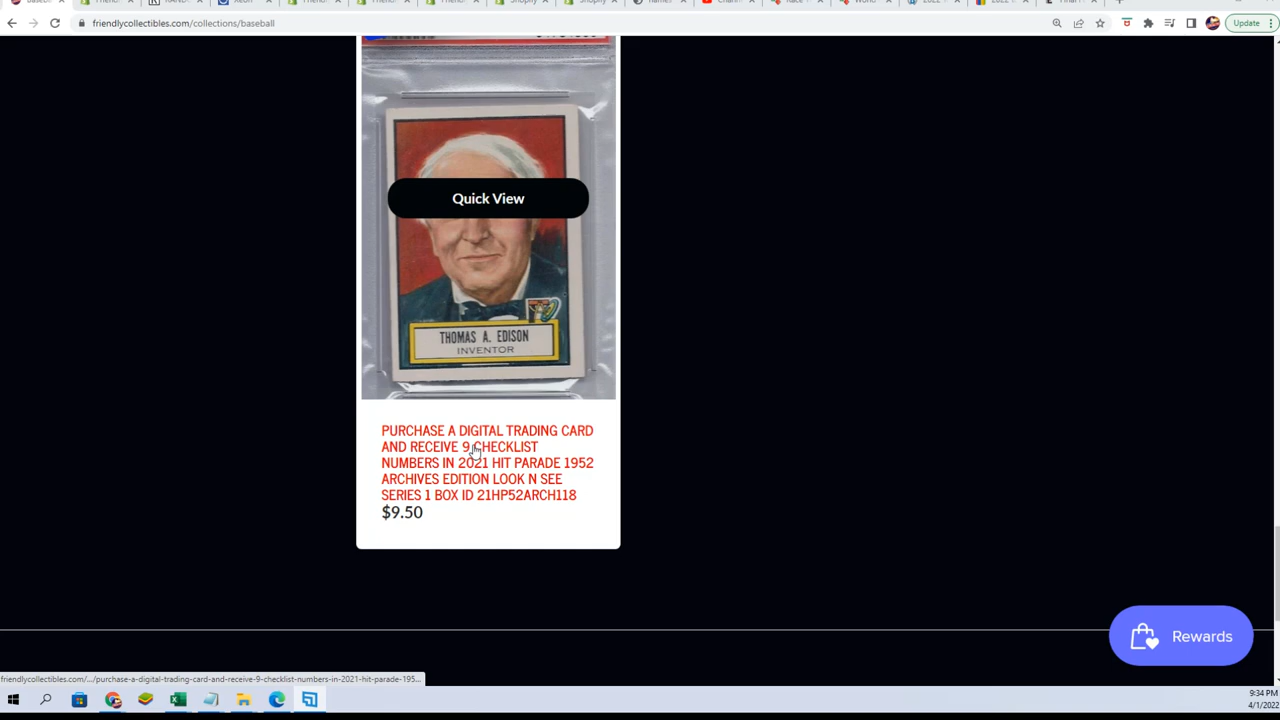 Update
friendlycollectibles.com/collections/baseball
Quick View
THOMAS A. EDISON
INVENTOR
PURCHASE A DIGITAL TRADING CARD
AND RECEIVE 9 CHECKLIST
NUMBERS IN 2021 HIT PARADE 1952
ARCHIVES EDITION LOOK N SEE
SERIES 1 BOX ID 21HP52ARCH118
$9.50
Rewards
friendlycollectibles.com/.../purchase-a-digital-trading-card-and-receive-9-checklist-numbers-in-2021-hit-parade-195...
9:34 PM
4/1/2022